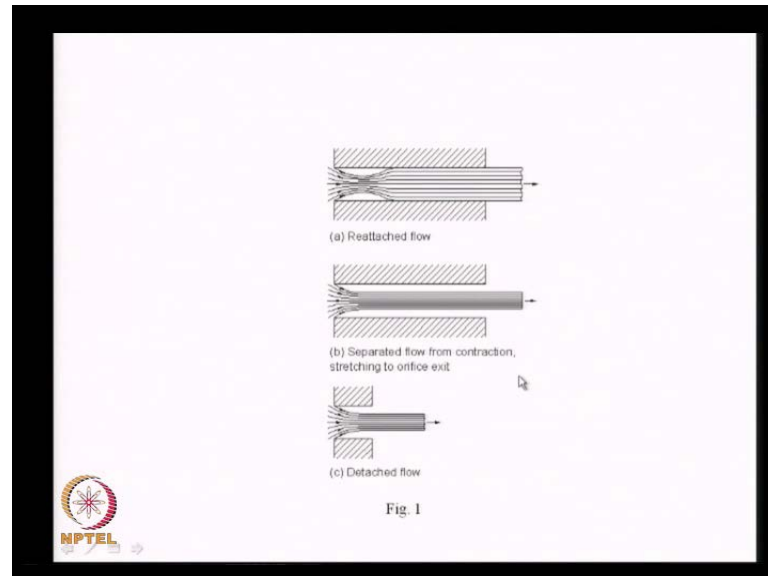 (a) Reattached flow
(b) Separated flow from contraction,
stretching to orifice exit
(c) Detached flow
Fig. 1
NPTEL